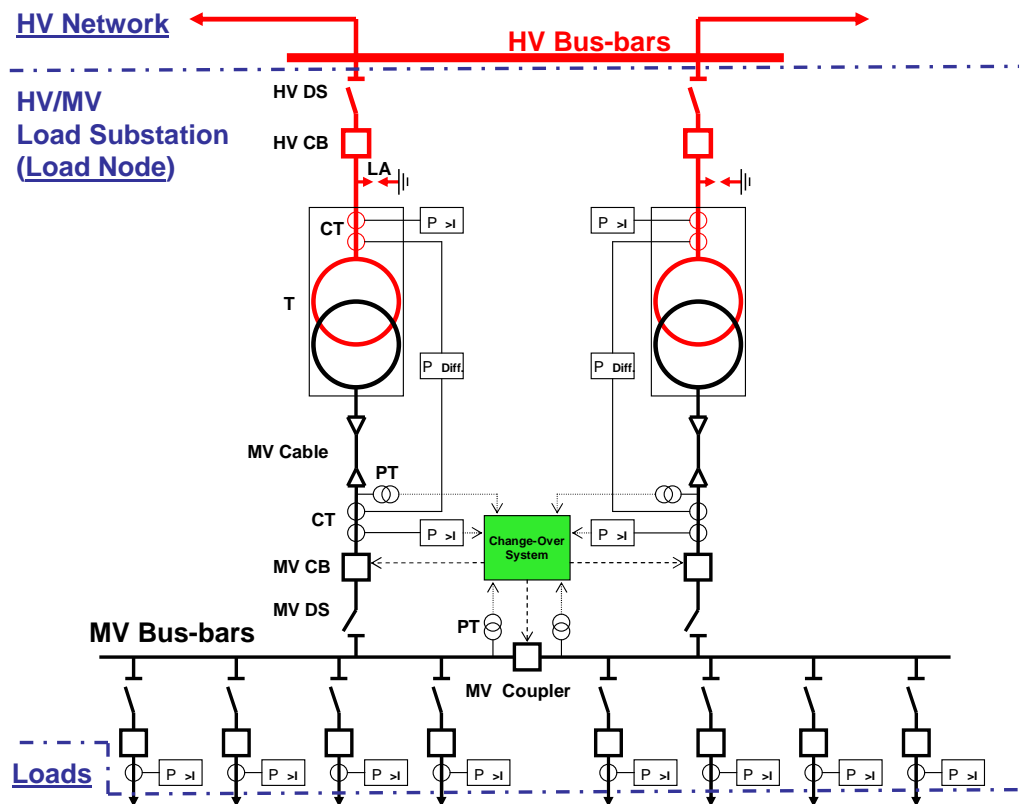 HV Network
HV Bus-bars
HV/MV
Load Substation
(Load Node)
HV DS
HV CB
LA
CT
P >I
P >I
T
P Diff.
P Diff.
MV Cable
PT
CT
P >I
Change-Over
System
P >I
MV CB
MV DS
PT
MV Bus-bars
MV Coupler
Loads
P >I
P >I
P >I
P >I
P >I
P >I
P >I
P >I